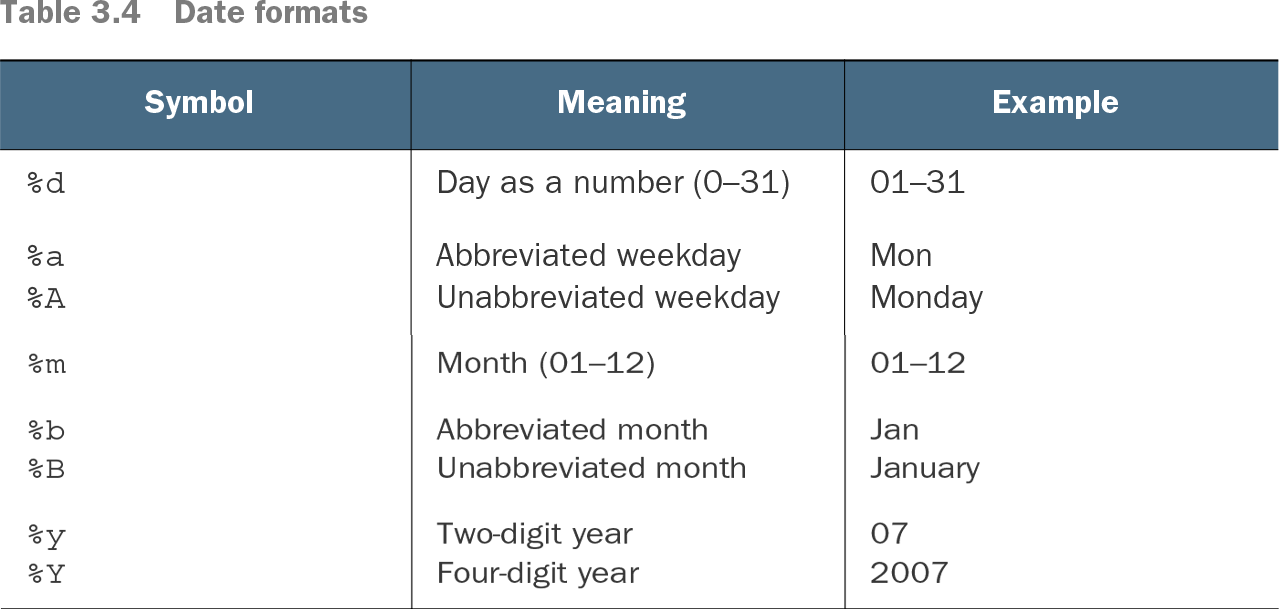 Table 3.4 Date formats
Symbol Meaning Example
%d Day as a number (0–31) 01–31
%a Abbreviated weekday Mon
%A Unabbreviated weekday Monday
%m Month (01–12) 01–12
%b Abbreviated month Jan
%B Unabbreviated month January
%y Two-digit year 07
%Y Four-digit year 2007